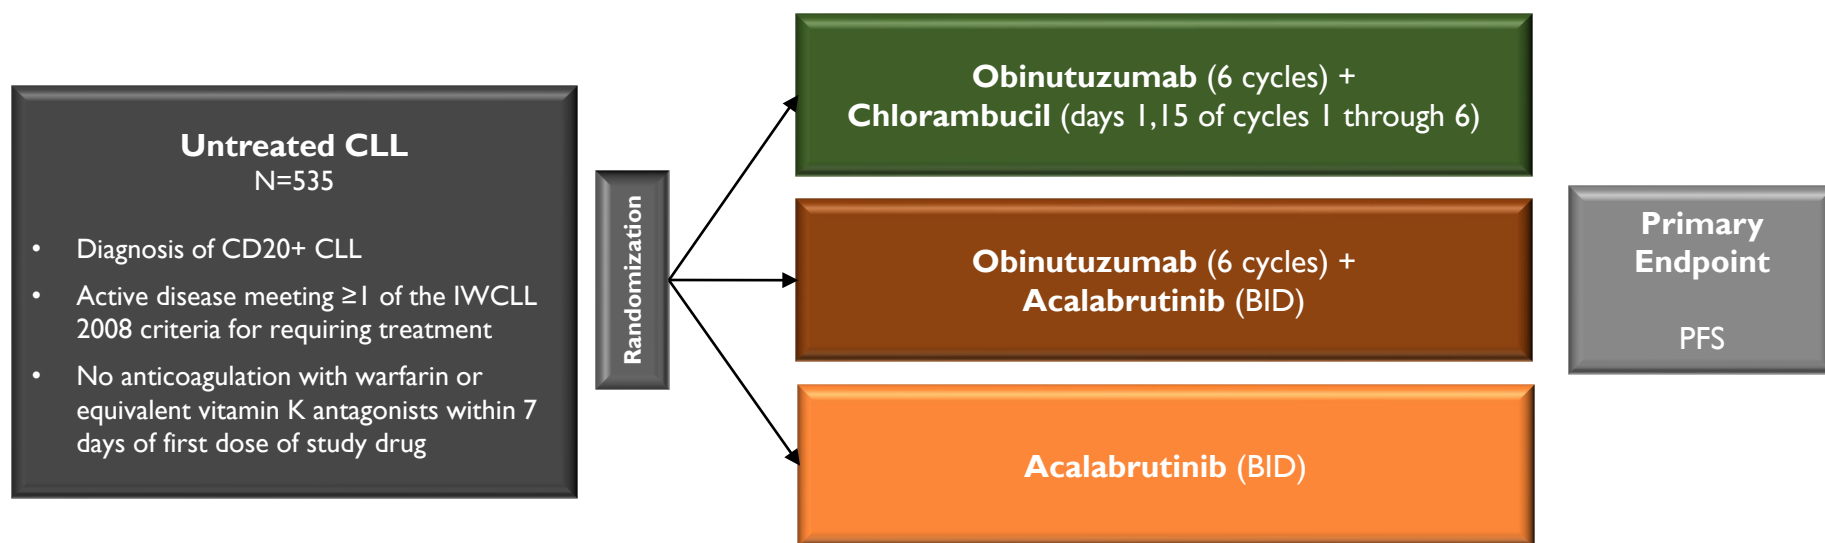 Untreated CLL
N=535
• Diagnosis of CD20+ CLL
• Active disease meeting ≥1 of the IWCLL
2008 criteria for requiring treatment
• No anticoagulation with warfarin or
equivalent vitamin K antagonists within 7
days of first dose of study drug
Randomization
Obinutuzumab (6 cycles) +
Chlorambucil (days 1,15 of cycles 1 through 6)
Obinutuzumab (6 cycles) +
Acalabrutinib (BID)
Acalabrutinib (BID)
Primary
Endpoint
PFS